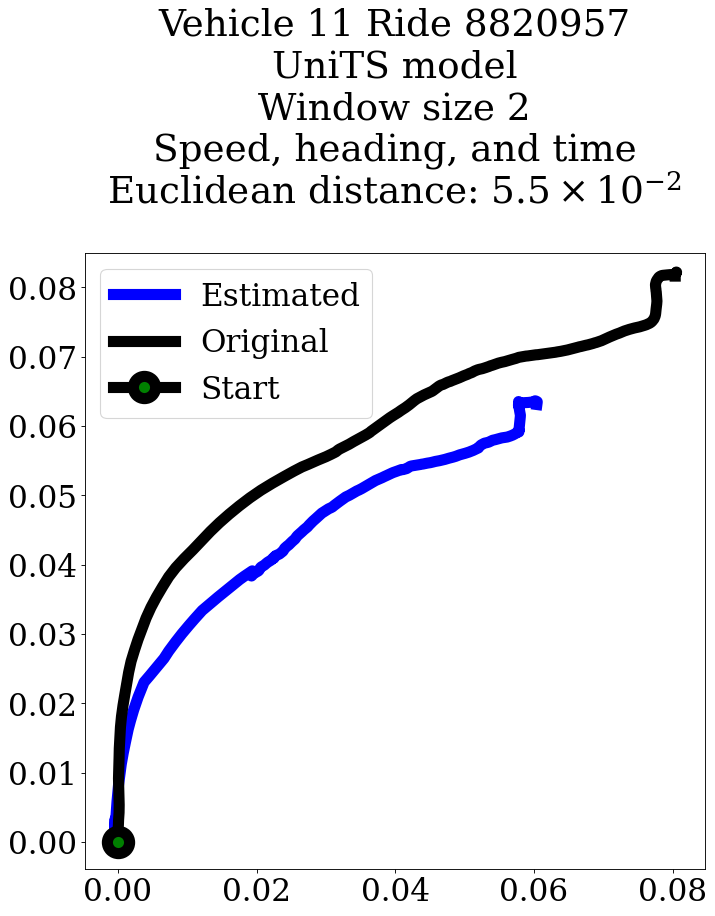 Vehicle 11 Ride 8820957
UniTS model
Window size 2
Speed, heading, and time
Euclidean distance: 5.5 × 10⁻²
Estimated
Original
Start
0.08
0.07
0.06
0.05
0.04
0.03
0.02
0.01
0.00
0.00 0.02 0.04 0.06 0.08